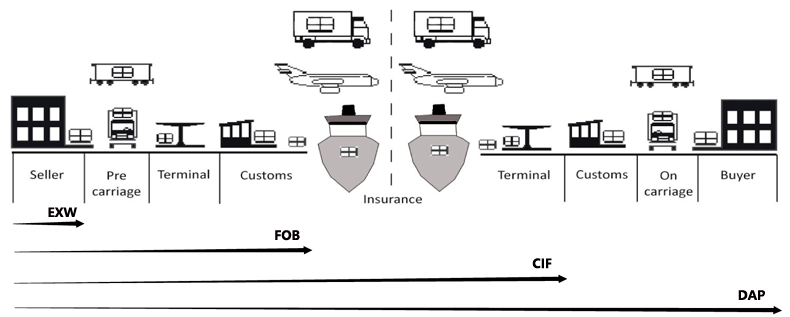 Seller
Pre
carriage
Terminal
Customs
Insurance
Terminal
Customs
On
carriage
Buyer
EXW
FOB
CIF
DAP